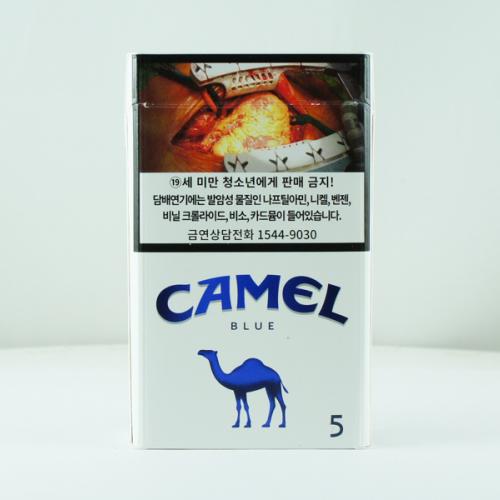 19세 미만 청소년에게 판매 금지!
담배연기에는 발암성 물질인 나프틸아민, 니켈, 벤젠,
비닐 크롤라이드, 비소, 카드뮴이 들어있습니다.
금연상담전화 1544-9030
CAMEL
BLUE
5